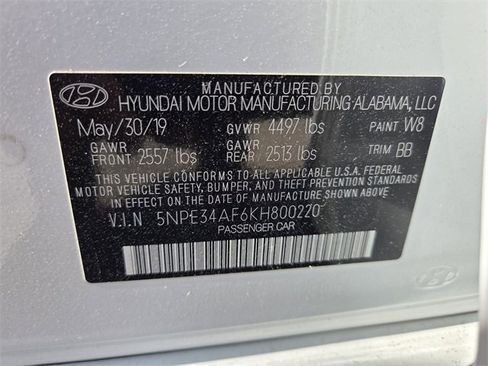 MANUFACTURED BY
HYUNDAI MOTOR MANUFACTURING ALABAMA, LLC
May/30/19 GVWR 4497 lbs PAINT W8
GAWR FRONT 2557 lbs GAWR REAR 2513 lbs TRIM BB
THIS VEHICLE CONFORMS TO ALL APPLICABLE U.S.A. FEDERAL
MOTOR VEHICLE SAFETY, BUMPER, AND THEFT PREVENTION
STANDARDS IN EFFECT ON THE DATE OF MANUFACTURE SHOWN ABOVE.
V.I.N 5NPE34AF6KH800220
PASSENGER CAR